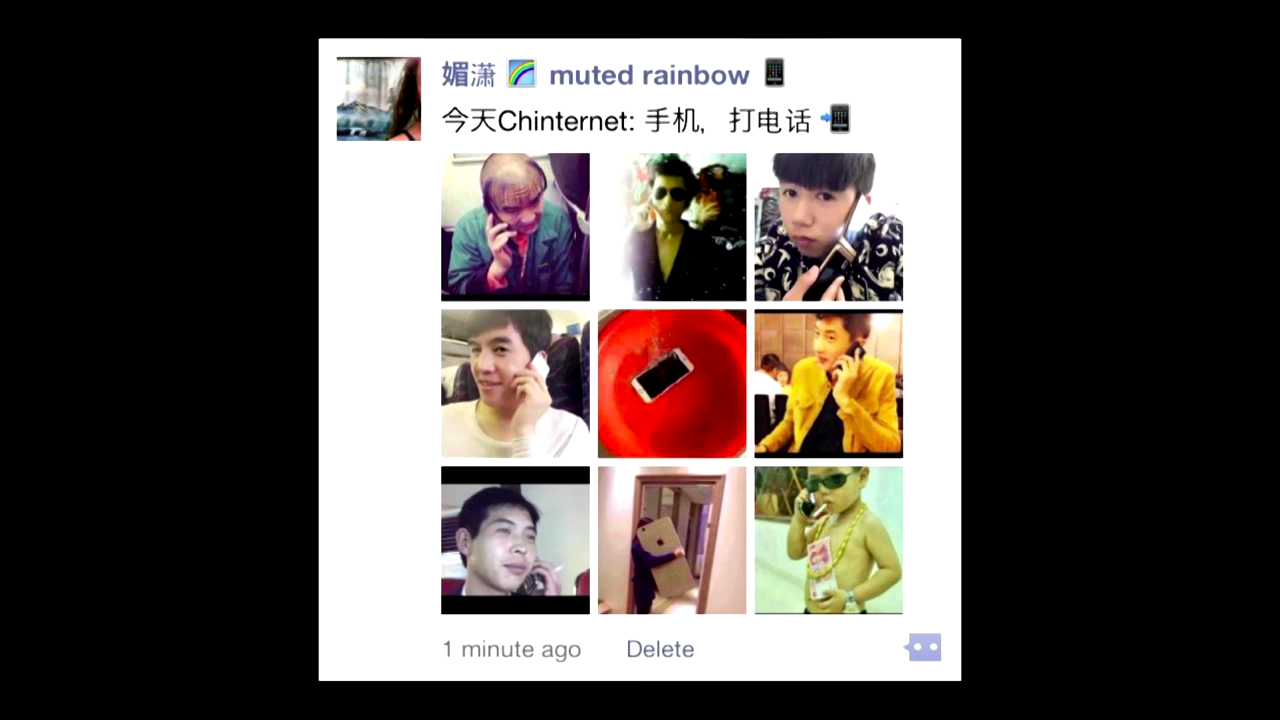 媚潇 🌈 muted rainbow 📱
今天Chinternet: 手机, 打电话 📲
1 minute ago Delete